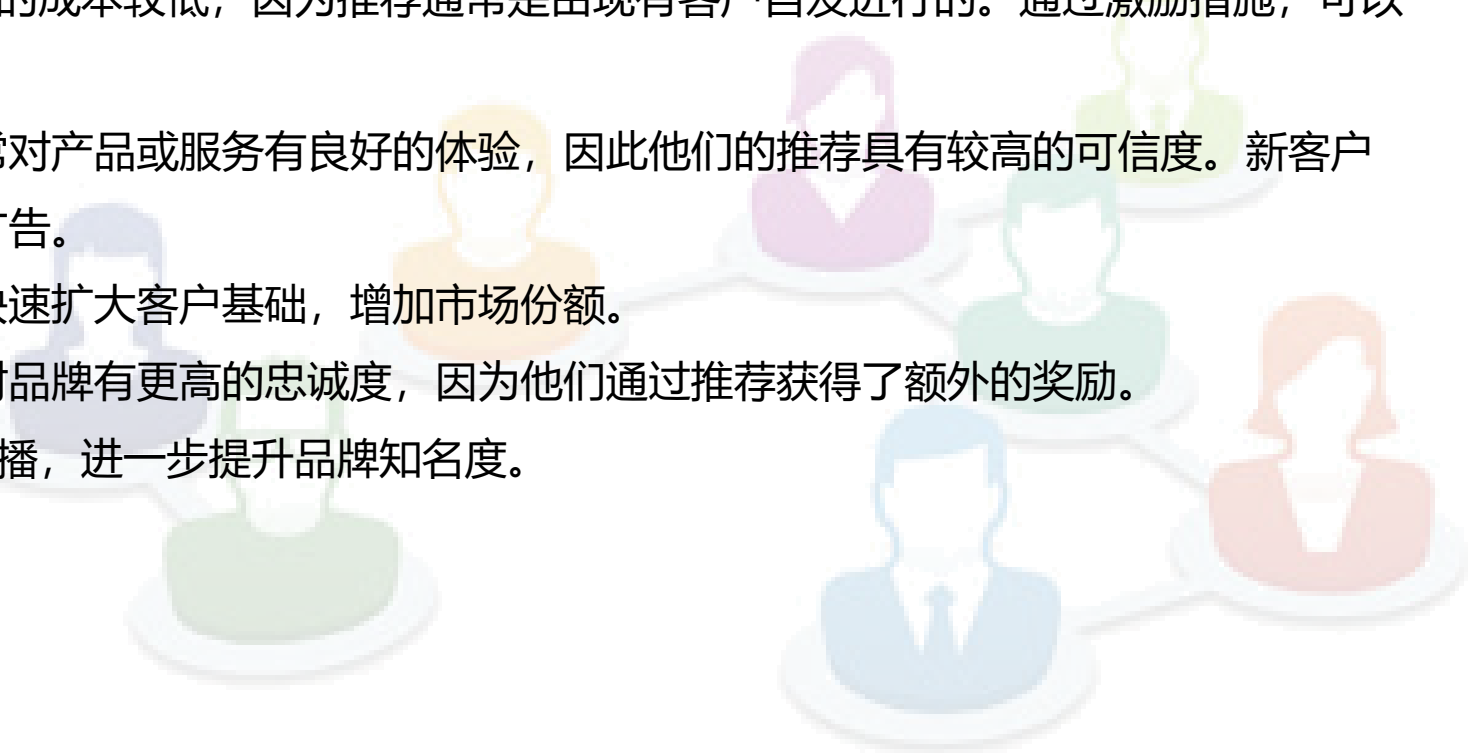 的成本较低，因为推荐通常是由现有客户自发进行的。通过激励措施，可以
常对产品或服务有良好的体验，因此他们的推荐具有较高的可信度。新客户
广告。
快速扩大客户基础，增加市场份额。
对品牌有更高的忠诚度，因为他们通过推荐获得了额外的奖励。
播，进一步提升品牌知名度。